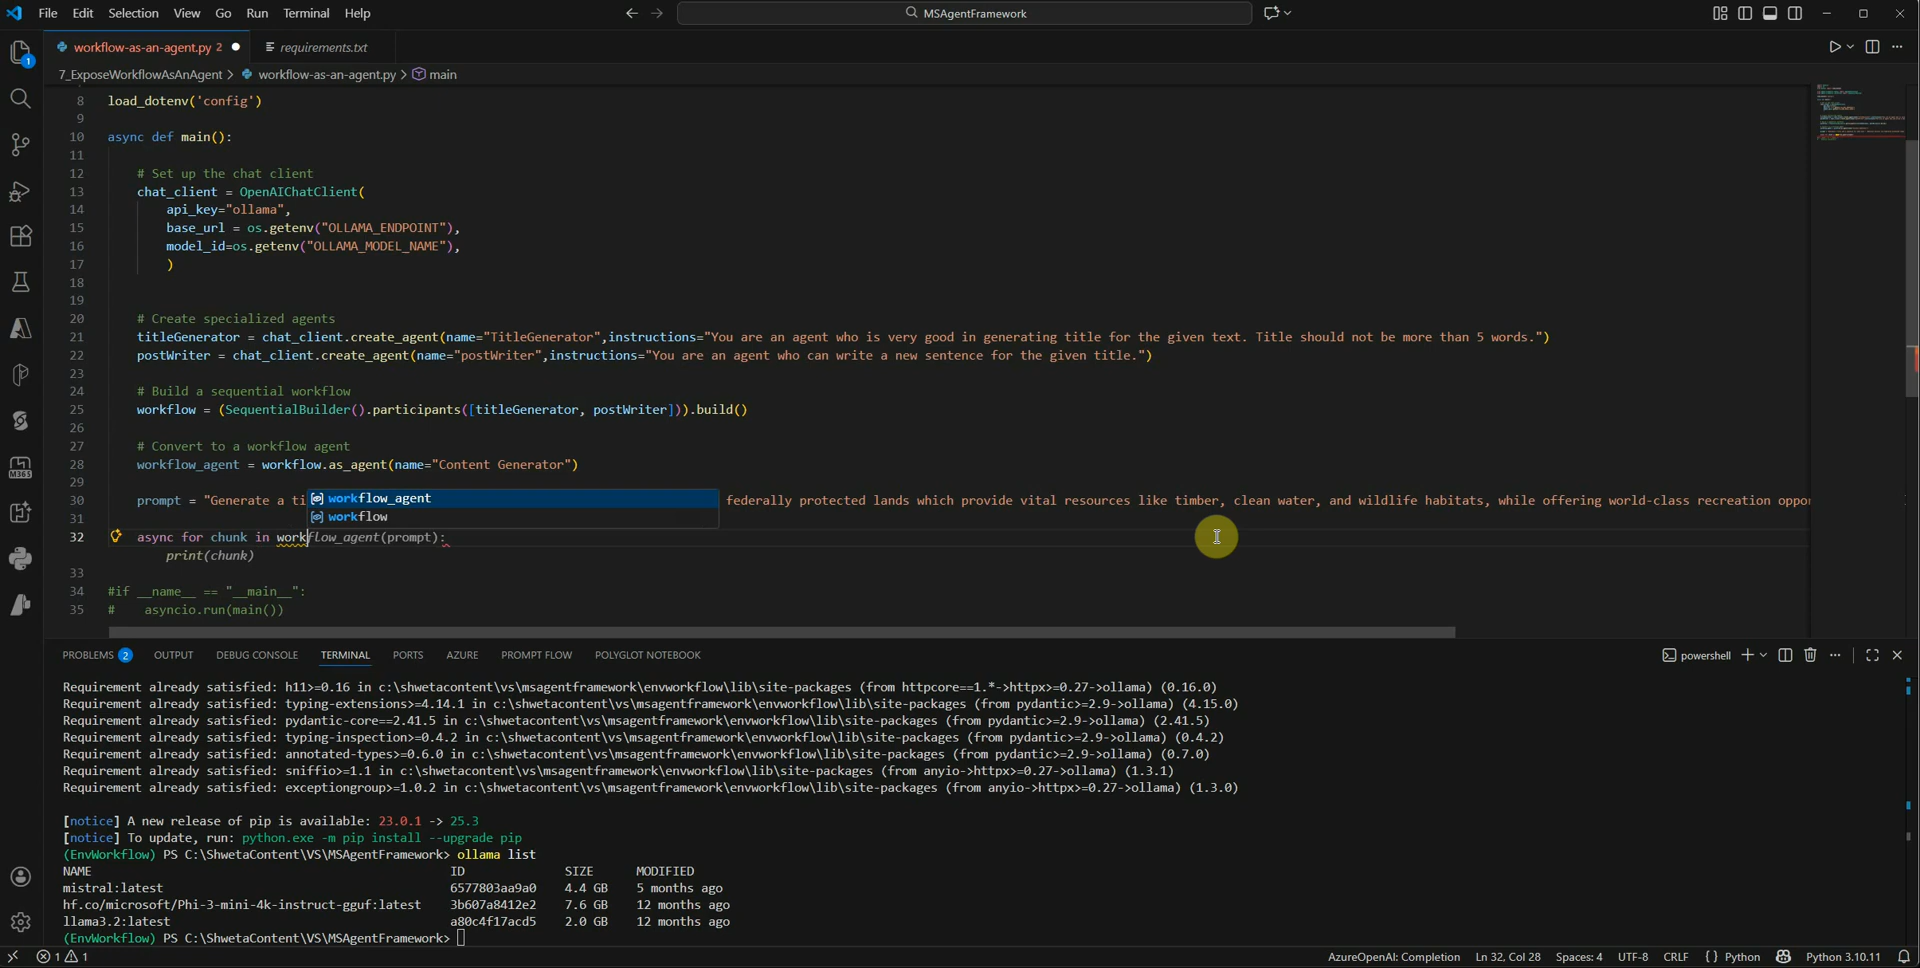 File Edit Selection View Go Run Terminal Help
MSAgentFramework
workflow-as-an-agent.py 2
requirements.txt
7_ExposeWorkflowAsAnAgent > workflow-as-an-agent.py > main
1
8 load_dotenv('config')
9
10 async def main():
11
12 # Set up the chat client
13 chat_client = OpenAIChatClient(
14 api_key="ollama",
15 base_url = os.getenv("OLLAMA_ENDPOINT"),
16 model_id=os.getenv("OLLAMA_MODEL_NAME"),
17 )
18
19
20 # Create specialized agents
21 titleGenerator = chat_client.create_agent(name="TitleGenerator",instructions="You are an agent who is very good in generating title for the given text. Title should not be more than 5 words.")
22 postWriter = chat_client.create_agent(name="postWriter",instructions="You are an agent who can write a new sentence for the given title.")
23
24 # Build a sequential workflow
25 workflow = (SequentialBuilder().participants([titleGenerator, postWriter])).build()
26
27 # Convert to a workflow agent
28 workflow_agent = workflow.as_agent(name="Content Generator")
29
30 prompt = "Generate a ti federally protected lands which provide vital resources like timber, clean water, and wildlife habitats, while offering world-class recreation oppor
workflow_agent
workflow
31
32 async for chunk in workflow_agent(prompt):
print(chunk)
33
34 #if __name__ == "__main__":
35 # asyncio.run(main())
PROBLEMS 2 OUTPUT DEBUG CONSOLE TERMINAL PORTS AZURE PROMPT FLOW POLYGLOT NOTEBOOK
powershell
Requirement already satisfied: h11>=0.16 in c:\shwetacontent\vs\msagentframework\envworkflow\lib\site-packages (from httpcore==1.*->httpx>=0.27->ollama) (0.16.0)
Requirement already satisfied: typing-extensions>=4.14.1 in c:\shwetacontent\vs\msagentframework\envworkflow\lib\site-packages (from pydantic>=2.9->ollama) (4.15.0)
Requirement already satisfied: pydantic-core==2.41.5 in c:\shwetacontent\vs\msagentframework\envworkflow\lib\site-packages (from pydantic>=2.9->ollama) (2.41.5)
Requirement already satisfied: typing-inspection>=0.4.2 in c:\shwetacontent\vs\msagentframework\envworkflow\lib\site-packages (from pydantic>=2.9->ollama) (0.4.2)
Requirement already satisfied: annotated-types>=0.6.0 in c:\shwetacontent\vs\msagentframework\envworkflow\lib\site-packages (from pydantic>=2.9->ollama) (0.7.0)
Requirement already satisfied: sniffio>=1.1 in c:\shwetacontent\vs\msagentframework\envworkflow\lib\site-packages (from anyio->httpx>=0.27->ollama) (1.3.1)
Requirement already satisfied: exceptiongroup>=1.0.2 in c:\shwetacontent\vs\msagentframework\envworkflow\lib\site-packages (from anyio->httpx>=0.27->ollama) (1.3.0)
[notice] A new release of pip is available: 23.0.1 -> 25.3
[notice] To update, run: python.exe -m pip install --upgrade pip
(EnvWorkflow) PS C:\ShwetaContent\VS\MSAgentFramework> ollama list
NAME ID SIZE MODIFIED
mistral:latest 6577803aa9a0 4.4 GB 5 months ago
hf.co/microsoft/Phi-3-mini-4k-instruct-gguf:latest 3b607a8412e2 7.6 GB 12 months ago
llama3.2:latest a80c4f17acd5 2.0 GB 12 months ago
(EnvWorkflow) PS C:\ShwetaContent\VS\MSAgentFramework>
M365
1 1 AzureOpenAI: Completion Ln 32, Col 28 Spaces: 4 UTF-8 CRLF { } Python Python 3.10.11